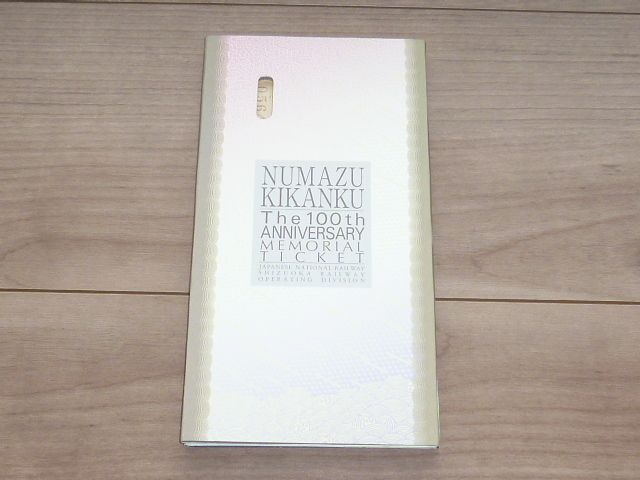 NUMAZU
KIKANKU
The 100th
ANNIVERSARY
MEMORIAL
TICKET
JAPANESE NATIONAL RAILWAY
SHIZUOKA RAILWAY
OPERATING DIVISION